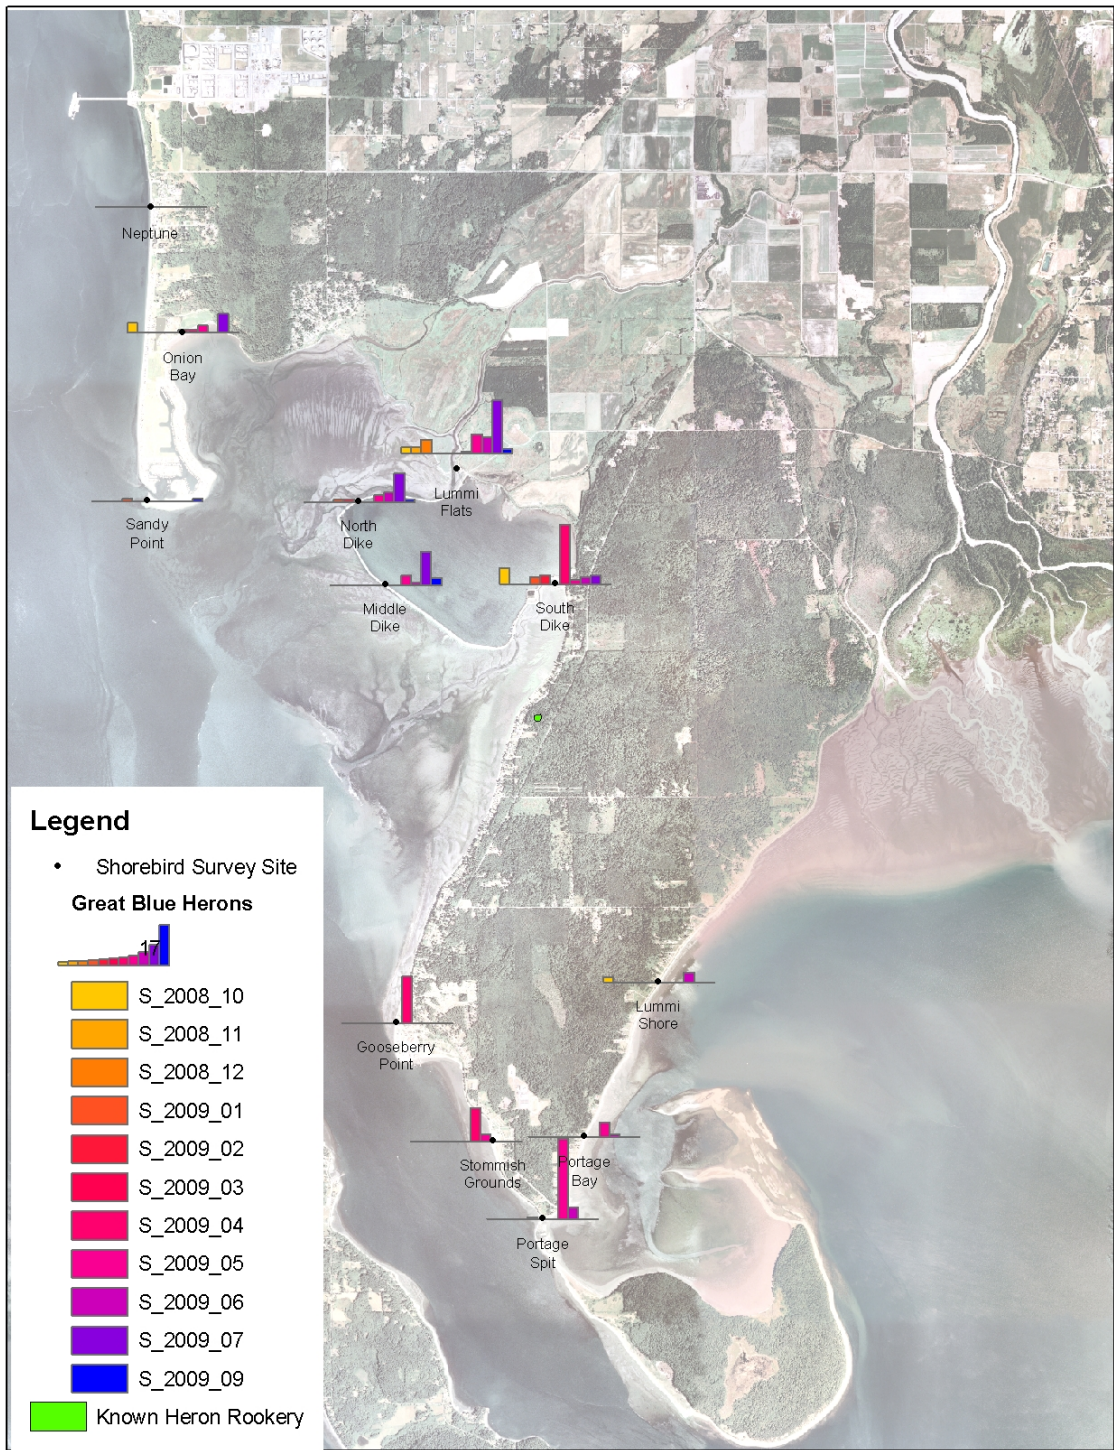 Neptune
Onion
Bay
Lummi
Flats
Sandy
Point
North
Dike
Middle
Dike
South
Dike
Legend
Shorebird Survey Site
Great Blue Herons
17
S_2008_10
S_2008_11
S_2008_12
S_2009_01
S_2009_02
S_2009_03
S_2009_04
S_2009_05
S_2009_06
S_2009_07
S_2009_09
Known Heron Rookery
Lummi
Shore
Gooseberry
Point
Stommish
Grounds
Portage
Bay
Portage
Spit